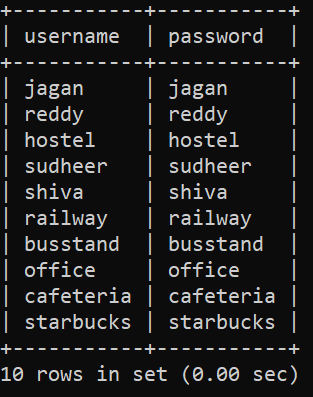 +-----------+-----------+
| username  | password  |
+-----------+-----------+
| jagan     | jagan     |
| reddy     | reddy     |
| hostel    | hostel    |
| sudheer   | sudheer   |
| shiva     | shiva     |
| railway   | railway   |
| busstand  | busstand  |
| office    | office    |
| cafeteria | cafeteria |
| starbucks | starbucks |
+-----------+-----------+
10 rows in set (0.00 sec)